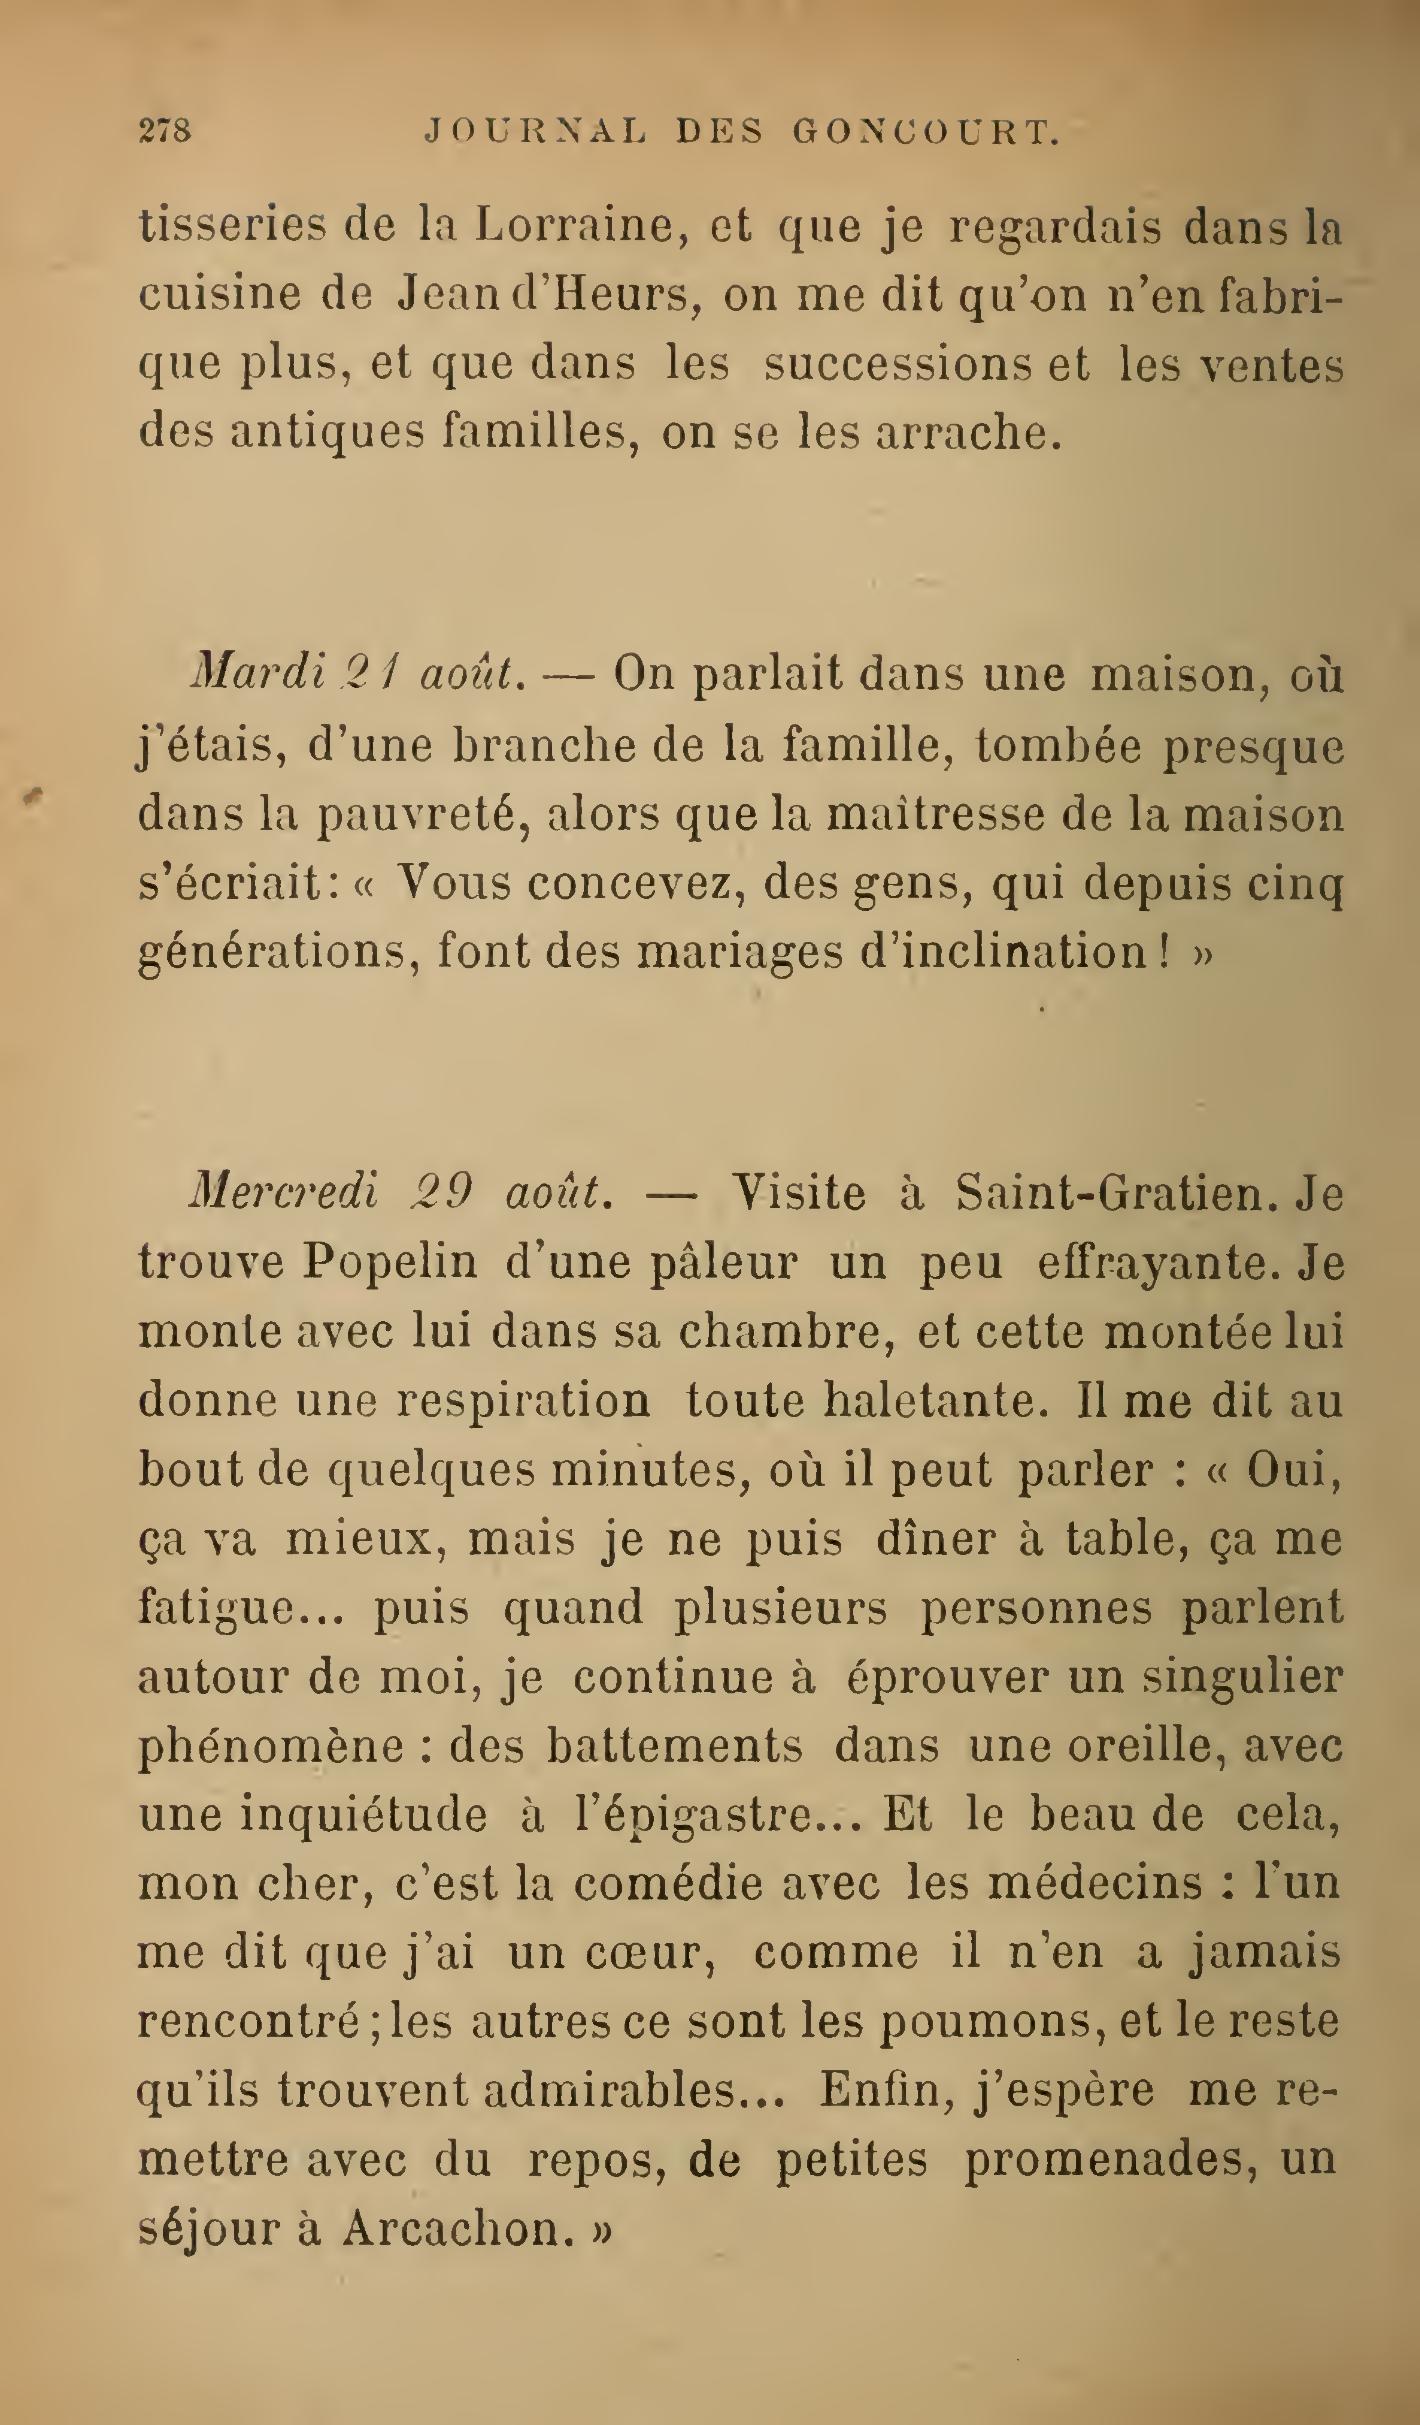 278 JOURNAL DES GONCOURT.
tisseries de la Lorraine, et que je regardais dans la
cuisine de Jean d'Heurs, on me dit qu'on n'en fabri-
que plus, et que dans les successions et les ventes
des antiques familles, on se les arrache.
Mardi 21 août. — On parlait dans une maison, où
j'étais, d'une branche de la famille, tombée presque
dans la pauvreté, alors que la maîtresse de la maison
s'écriait: « Vous concevez, des gens, qui depuis cinq
générations, font des mariages d'inclination ! »
Mercredi 29 août. — Visite à Saint-Gratien. Je
trouve Popelin d'une pâleur un peu effrayante. Je
monte avec lui dans sa chambre, et cette montée lui
donne une respiration toute haletante. Il me dit au
bout de quelques minutes, où il peut parler : « Oui,
ça va mieux, mais je ne puis dîner à table, ça me
fatigue... puis quand plusieurs personnes parlent
autour de moi, je continue à éprouver un singulier
phénomène : des battements dans une oreille, avec
une inquiétude à l'épigastre... Et le beau de cela,
mon cher, c'est la comédie avec les médecins : l'un
me dit que j'ai un cœur, comme il n'en a jamais
rencontré ; les autres ce sont les poumons, et le reste
qu'ils trouvent admirables... Enfin, j'espère me re-
mettre avec du repos, de petites promenades, un
séjour à Arcachon. »